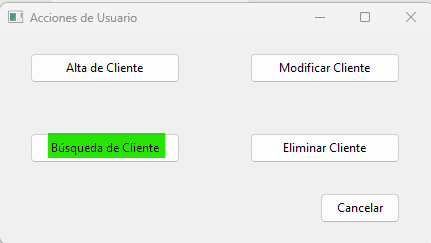 Acciones de Usuario
Alta de Cliente
Modificar Cliente
Búsqueda de Cliente
Eliminar Cliente
Cancelar